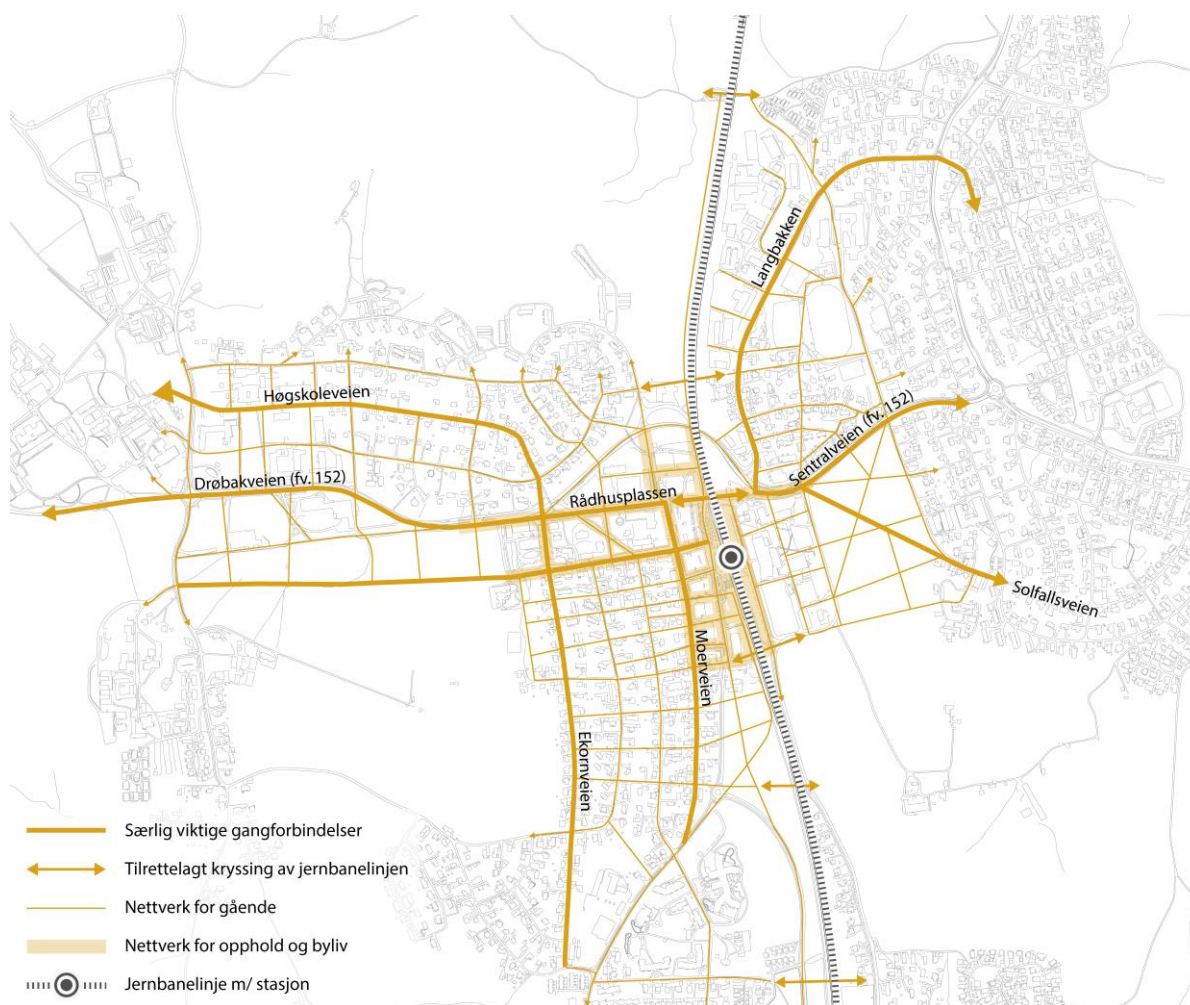 Langbakken
Høgskoleveien
Sentralveien (fv. 152)
Drøbakveien (fv. 152)
Rådhusplassen
Solfallsveien
Moerveien
Ekornveien
Særlig viktige gangforbindelser
Tilrettelagt kryssing av jernbanelinjen
Nettverk for gående
Nettverk for opphold og byliv
Jernbanelinje m/ stasjon